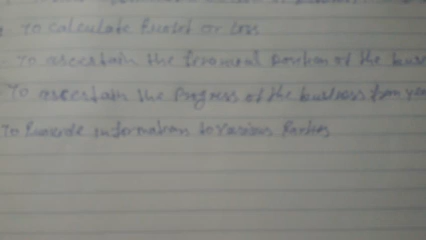 To calculate Profit or Loss
To ascertain the financial position of the
To ascertain the Progress of the business from
To Provide information to various Parties